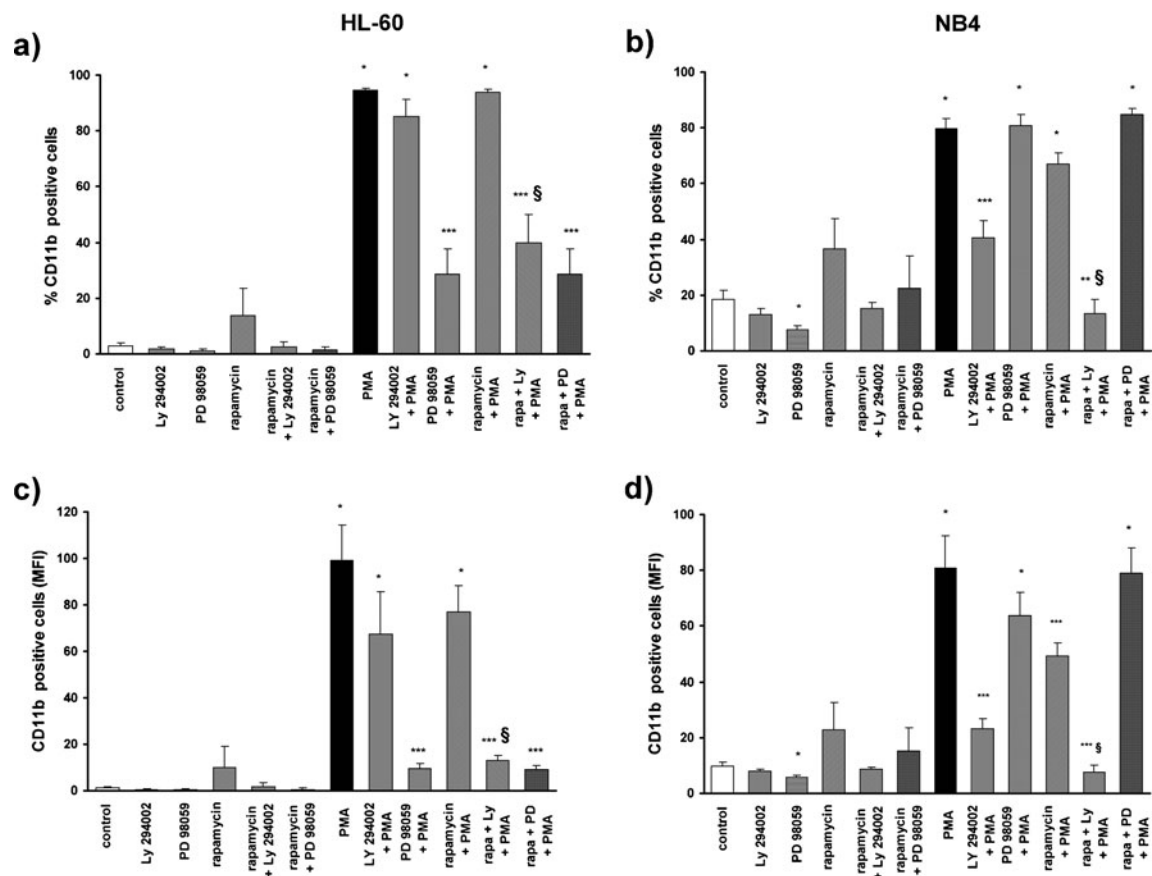 HL-60
NB4
a)
% CD11b positive cells
100
80
60
40
20
0
*
*
***
*
*** §
***
control
Ly 294002
PD 98059
rapamycin
rapamycin
+ Ly 294002
rapamycin
+ PD 98059
PMA
LY 294002
+ PMA
PD 98059
+ PMA
rapamycin
+ PMA
rapa + Ly
+ PMA
rapa + PD
+ PMA
b)
% CD11b positive cells
100
80
60
40
20
0
*
*
***
*
*
** §
*
control
Ly 294002
PD 98059
rapamycin
rapamycin
+ Ly 294002
rapamycin
+ PD 98059
PMA
LY 294002
+ PMA
PD 98059
+ PMA
rapamycin
+ PMA
rapa + Ly
+ PMA
rapa + PD
+ PMA
c)
CD11b positive cells (MFI)
120
100
80
60
40
20
0
*
*
***
*
*** §
***
control
Ly 294002
PD 98059
rapamycin
rapamycin
+ Ly 294002
rapamycin
+ PD 98059
PMA
LY 294002
+ PMA
PD 98059
+ PMA
rapamycin
+ PMA
rapa + Ly
+ PMA
rapa + PD
+ PMA
d)
CD11b positive cells (MFI)
100
80
60
40
20
0
*
*
***
*
***
*** §
*
control
Ly 294002
PD 98059
rapamycin
rapamycin
+ Ly 294002
rapamycin
+ PD 98059
PMA
LY 294002
+ PMA
PD 98059
+ PMA
rapamycin
+ PMA
rapa + Ly
+ PMA
rapa + PD
+ PMA